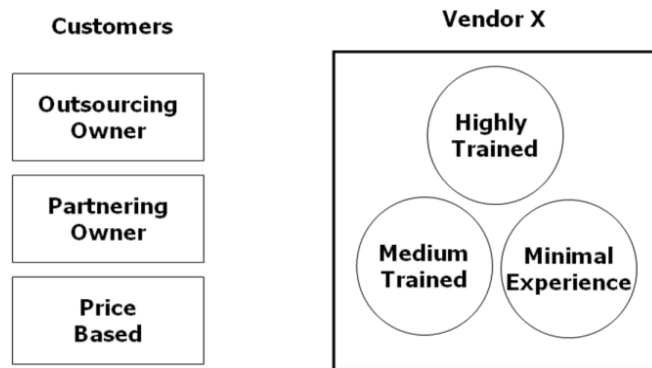 Customers
Outsourcing
Owner
Partnering
Owner
Price
Based
Vendor X
Highly
Trained
Medium
Trained
Minimal
Experience